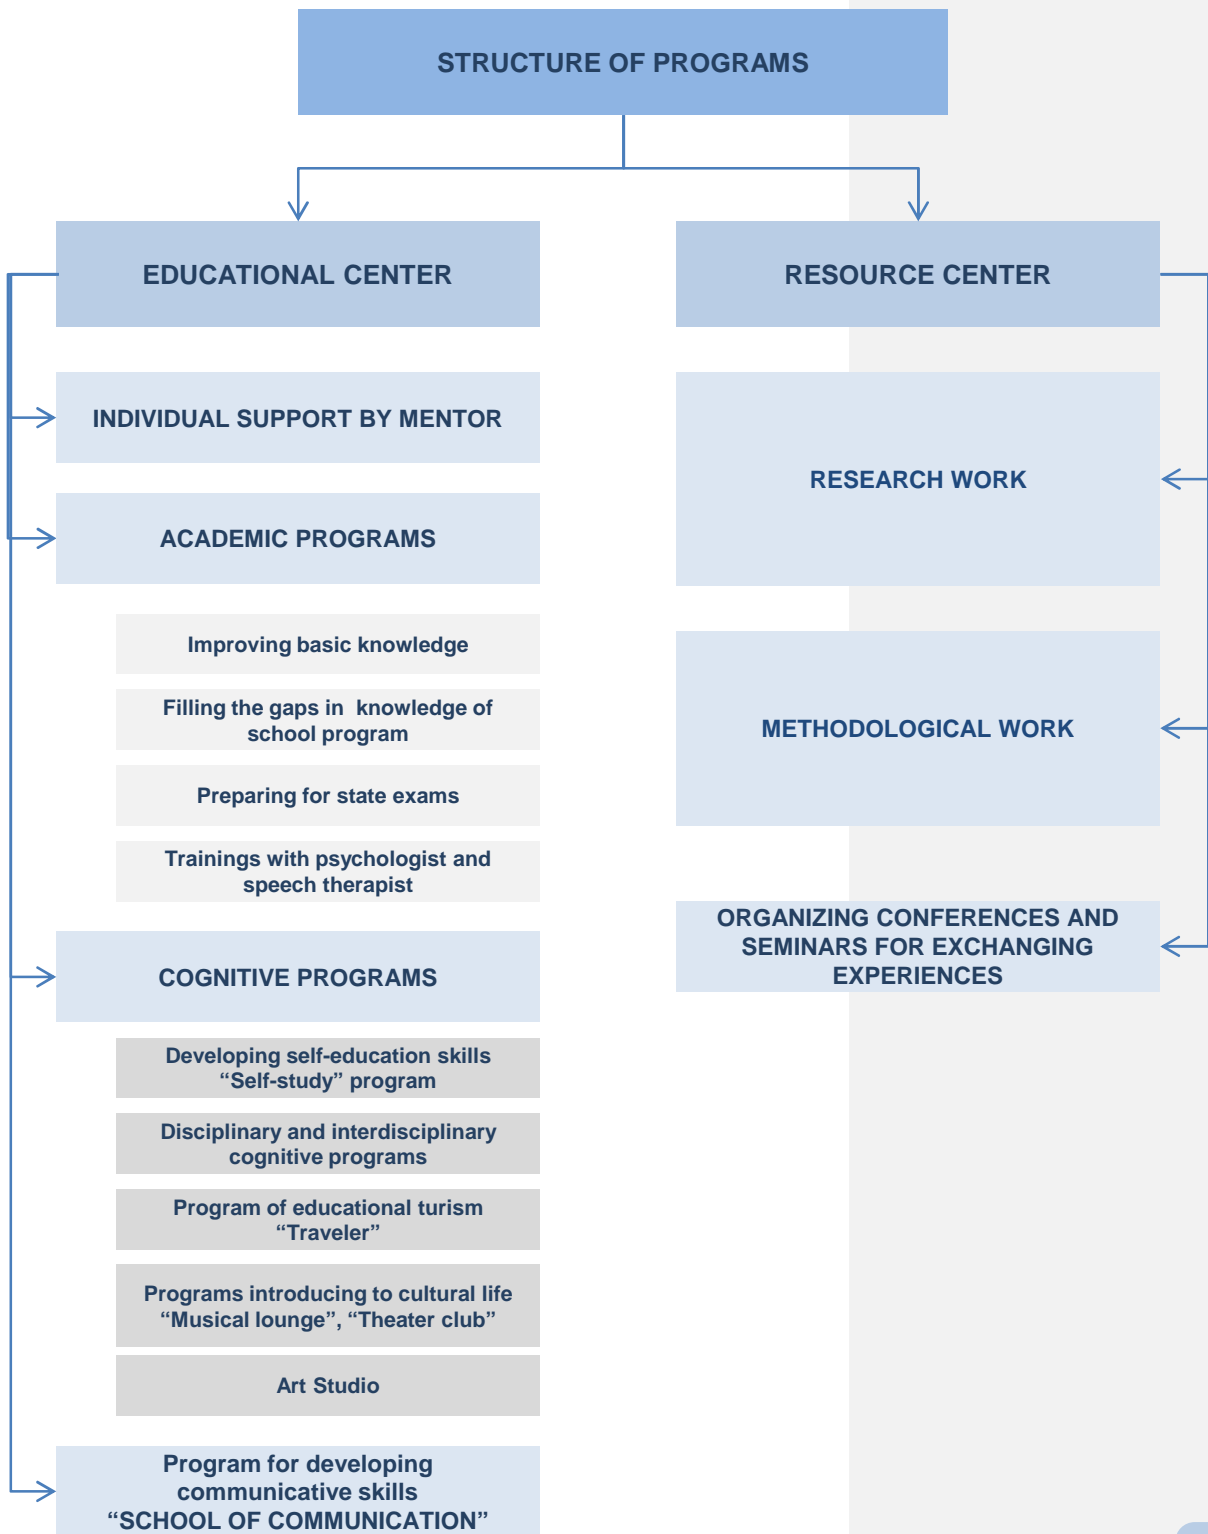 STRUCTURE OF PROGRAMS
EDUCATIONAL CENTER
INDIVIDUAL SUPPORT BY MENTOR
ACADEMIC PROGRAMS
Improving basic knowledge
Filling the gaps in knowledge of
school program
Preparing for state exams
Trainings with psychologist and
speech therapist
COGNITIVE PROGRAMS
Developing self-education skills
“Self-study” program
Disciplinary and interdisciplinary
cognitive programs
Program of educational turism
“Traveler”
Programs introducing to cultural life
“Musical lounge”, “Theater club”
Art Studio
Program for developing
communicative skills
“SCHOOL OF COMMUNICATION”
RESOURCE CENTER
RESEARCH WORK
METHODOLOGICAL WORK
ORGANIZING CONFERENCES AND
SEMINARS FOR EXCHANGING
EXPERIENCES